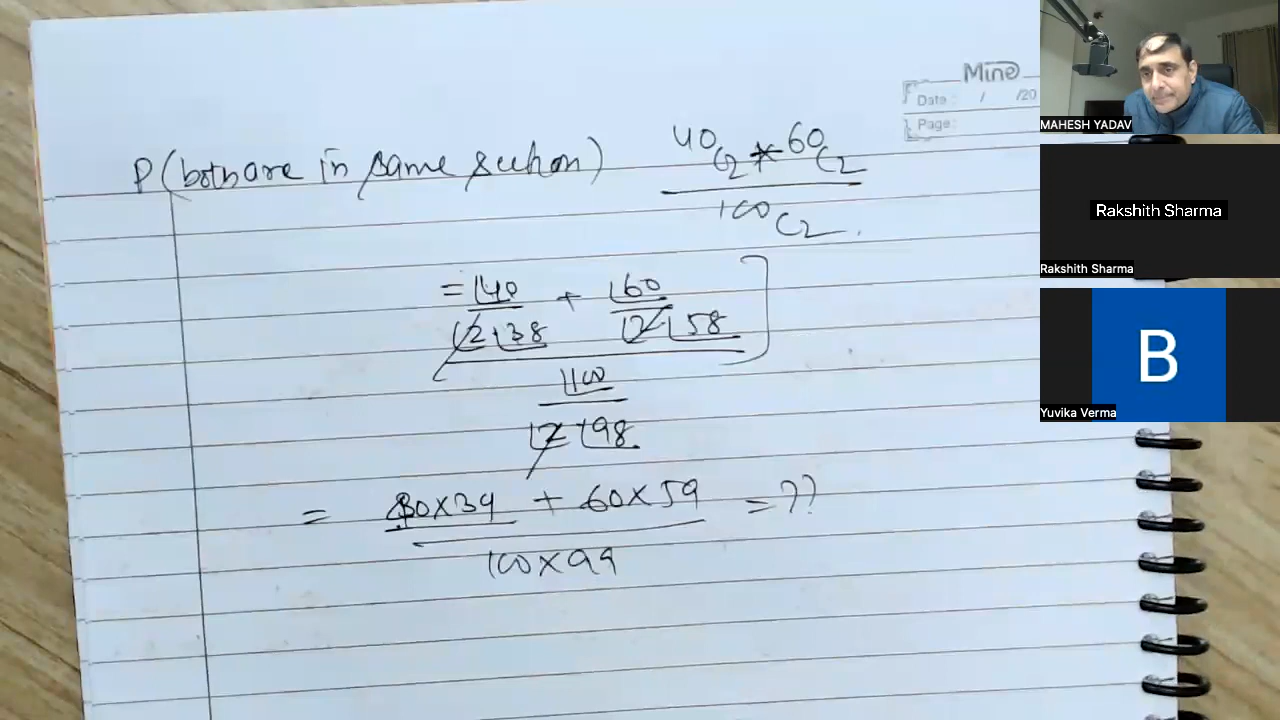 Mine
Date : / /20
Page:
P(both are in same section) 40C2 * 60C2
100C2
= ⌊40 + ⌊60
⌊2 ⌊38 ⌊2 ⌊58
⌊100
⌊2 ⌊98
= 40×39 + 60×59 = ??
100×99
MAHESH YADAV
Rakshith Sharma
Rakshith Sharma
B
Yuvika Verma